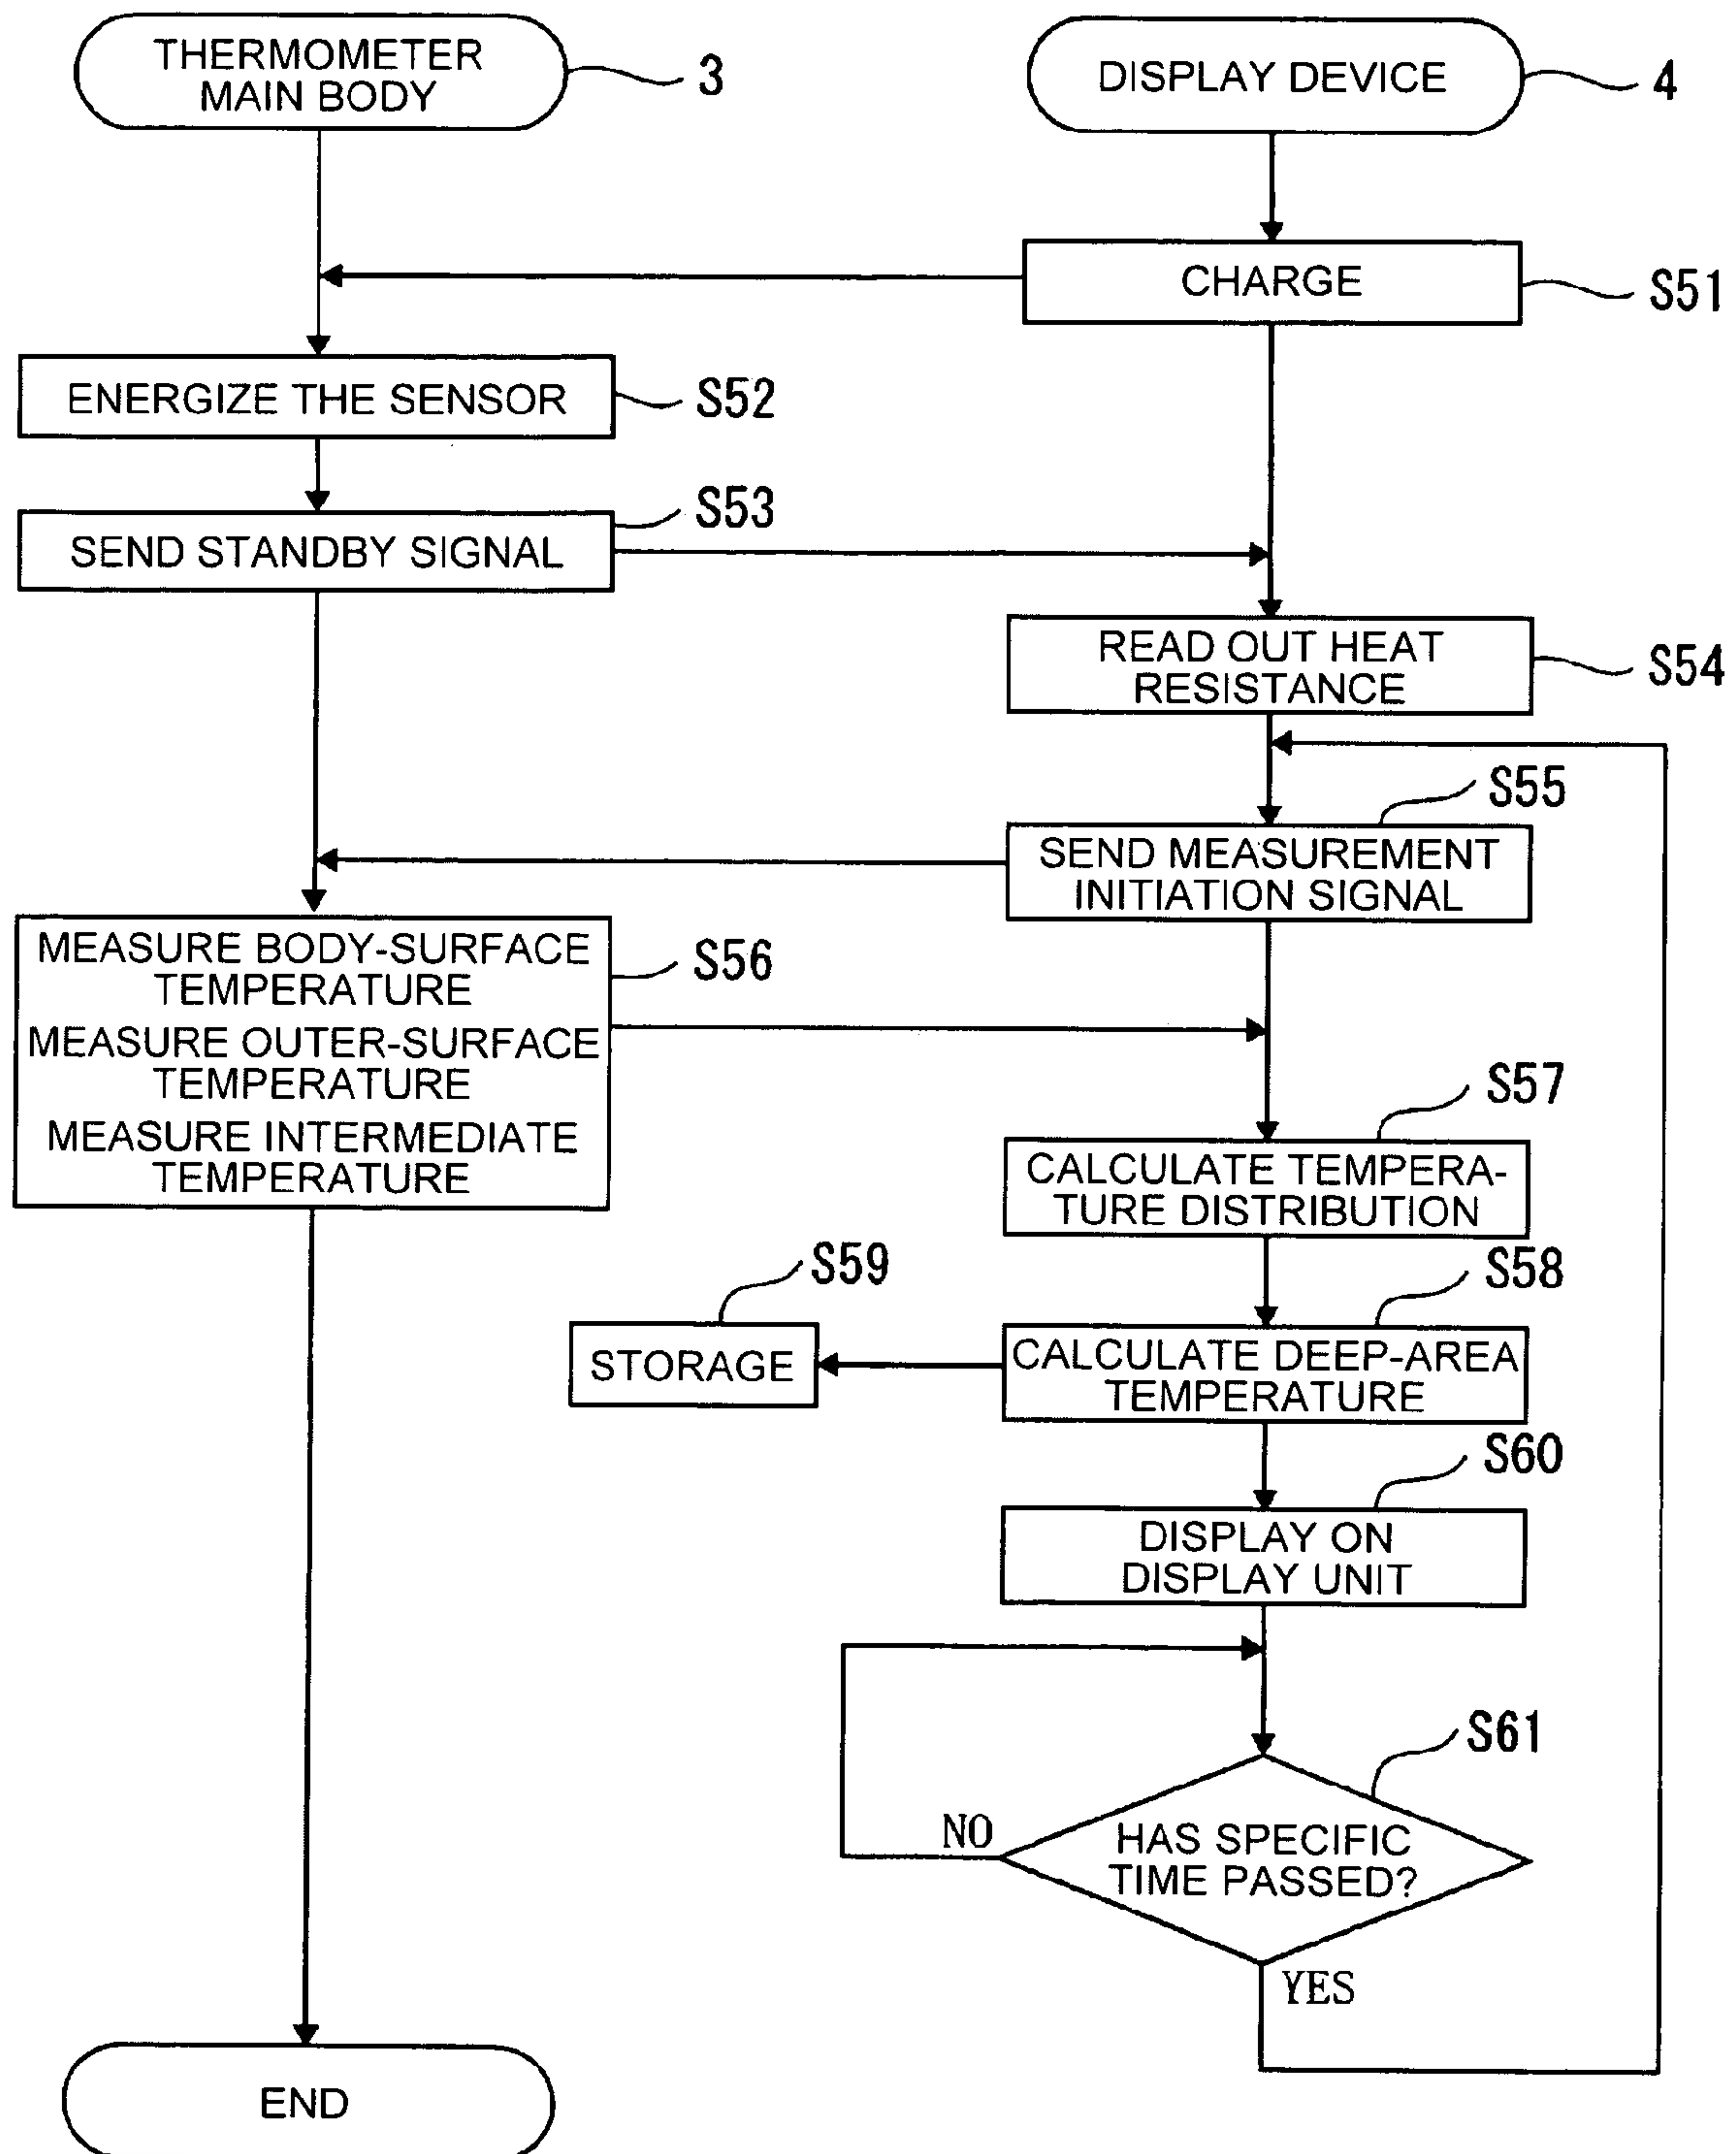 THERMOMETER
MAIN BODY
3
DISPLAY DEVICE
4
CHARGE
S51
ENERGIZE THE SENSOR
S52
SEND STANDBY SIGNAL
S53
READ OUT HEAT
RESISTANCE
S54
SEND MEASUREMENT
INITIATION SIGNAL
S55
MEASURE BODY-SURFACE
TEMPERATURE
MEASURE OUTER-SURFACE
TEMPERATURE
MEASURE INTERMEDIATE
TEMPERATURE
S56
CALCULATE TEMPERA-
TURE DISTRIBUTION
S57
CALCULATE DEEP-AREA
TEMPERATURE
S58
STORAGE
S59
DISPLAY ON
DISPLAY UNIT
S60
HAS SPECIFIC
TIME PASSED?
S61
NO
YES
END